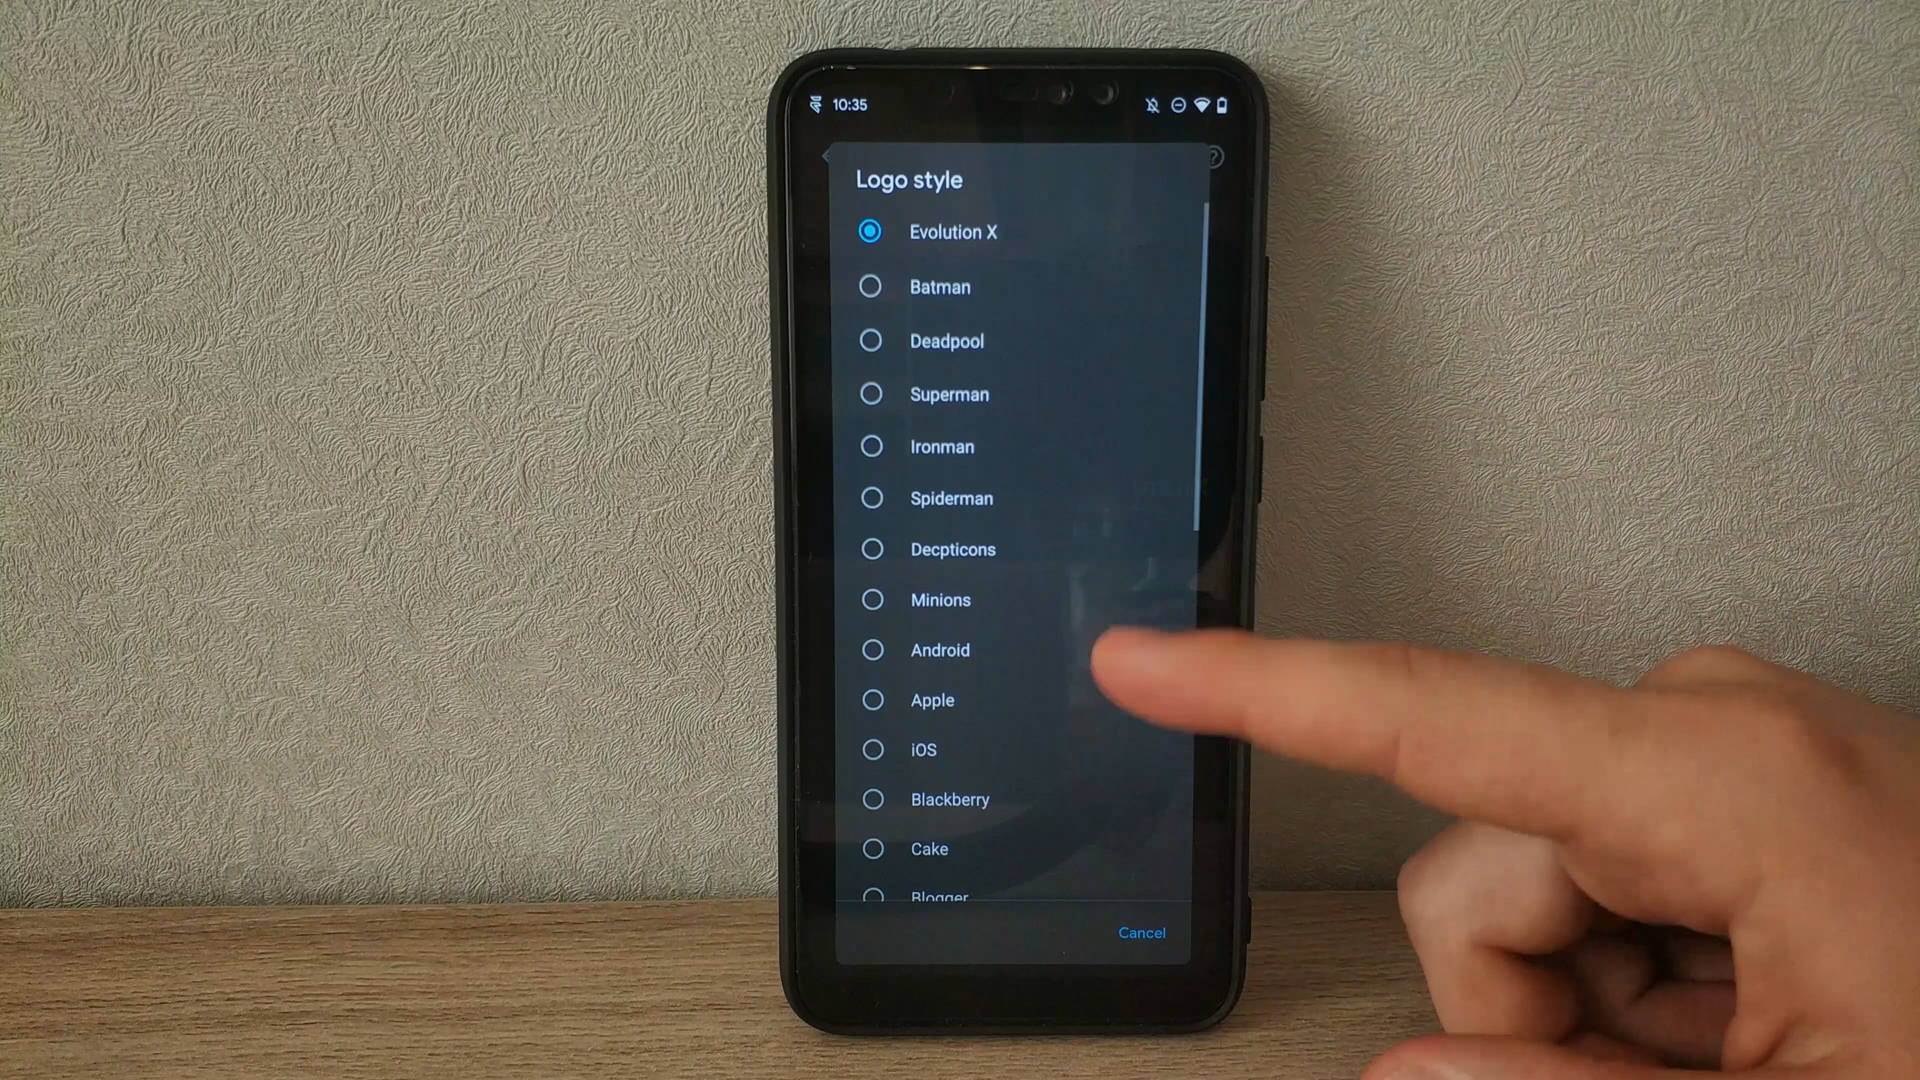 10:35
Logo style
Evolution X
Batman
Deadpool
Superman
Ironman
Spiderman
Decpticons
Minions
Android
Apple
iOS
Blackberry
Cake
Blogger
Cancel